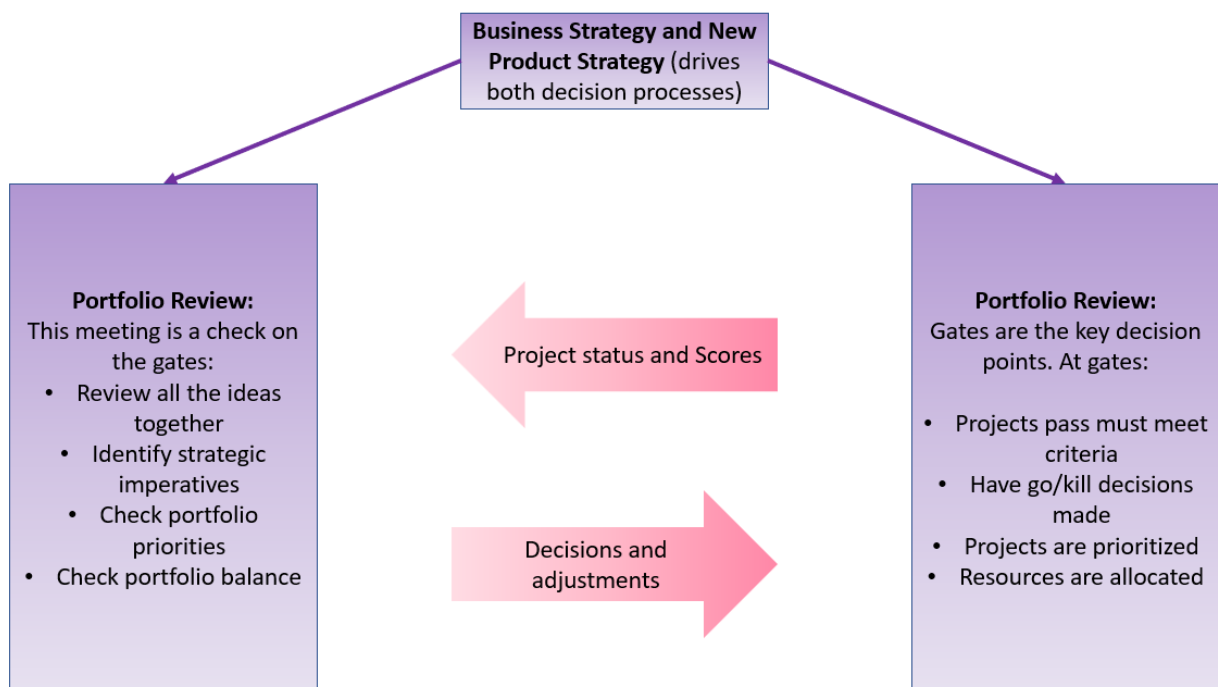 Business Strategy and New
Product Strategy (drives
both decision processes)
Portfolio Review:
This meeting is a check on
the gates:
• Review all the ideas
together
• Identify strategic
imperatives
• Check portfolio
priorities
• Check portfolio balance
Project status and Scores
Decisions and
adjustments
Portfolio Review:
Gates are the key decision
points. At gates:
• Projects pass must meet
criteria
• Have go/kill decisions
made
• Projects are prioritized
• Resources are allocated